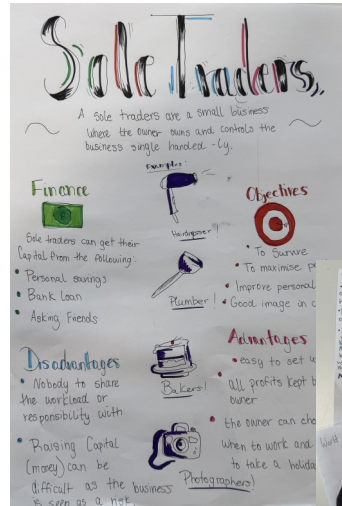 Sole Traders
A sole traders are a small business
where the owner owns and controls the
business single handed -ly.
Examples:
Finance
Sole traders can get their
Capital from the following:
• Personal savings
• Bank loan
• Asking friends
Hairdresser!
Plumber!
Bakers!
Photographers!
Objectives
• To Survive
• To maximise
• Improve personal
• Good image in
Disadvantages
• Nobody to share
the workload or
responsibility with
• Raising Capital
(money) can be
difficult as the business
is seen as a risk
Advantages
• easy to set
• all profits kept
owner
• the owner can
when to work and
to take a